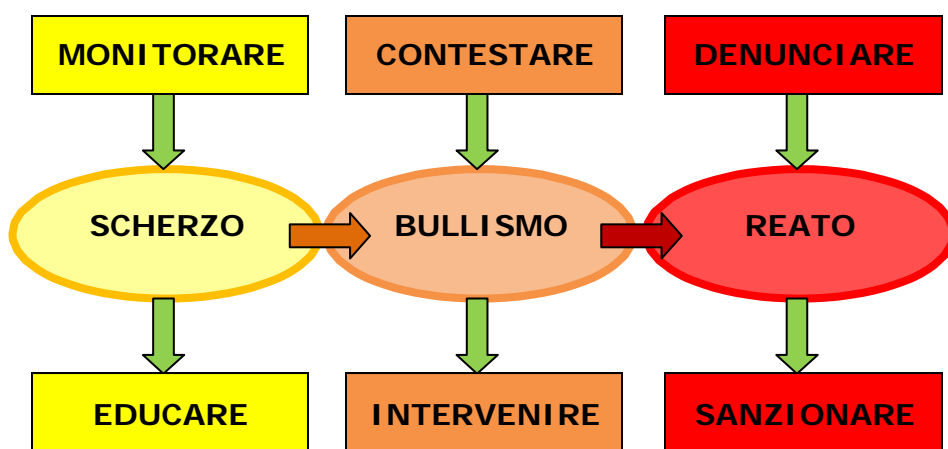 MONITORARE CONTESTARE DENUNCIARE
SCHERZO BULLISMO REATO
EDUCARE INTERVENIRE SANZIONARE